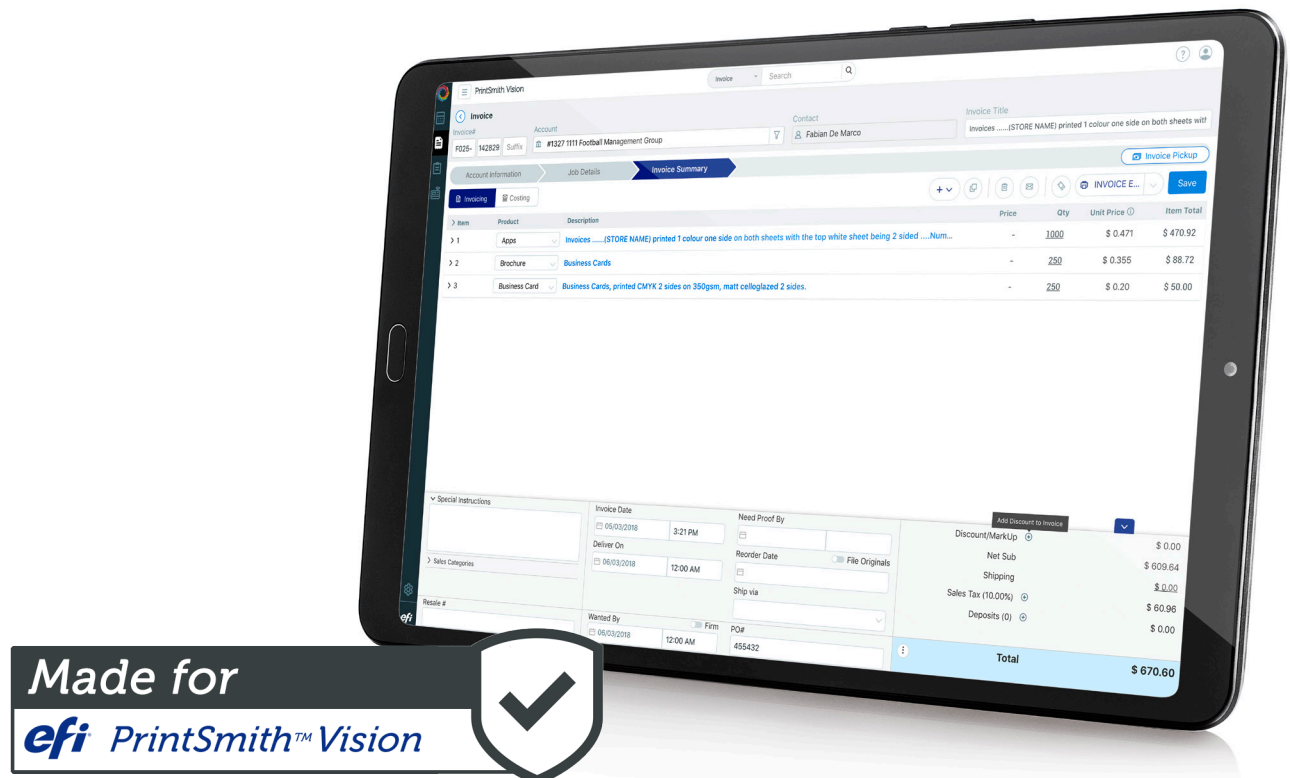 PrintSmith Vision
Invoice
Search
Invoice
Invoice#
Account
Contact
Invoice Title
F025-
142829
Suffix
#1327 1111 Football Management Group
Fabian De Marco
Invoices ......(STORE NAME) printed 1 colour one side on both sheets with
Invoice Pickup
Account Information
Job Details
Invoice Summary
INVOICE E...
Save
Invoicing
Costing
Item
Product
Description
Price
Qty
Unit Price
Item Total
1
Apps
Invoices ......(STORE NAME) printed 1 colour one side on both sheets with the top white sheet being 2 sided ....Num...
-
1000
$ 0.471
$ 470.92
2
Brochure
Business Cards
-
250
$ 0.355
$ 88.72
3
Business Card
Business Cards, printed CMYK 2 sides on 350gsm, matt celloglazed 2 sides.
-
250
$ 0.20
$ 50.00
Special Instructions
Sales Categories
Resale #
Invoice Date
05/03/2018
3:21 PM
Deliver On
06/03/2018
12:00 AM
Wanted By
Firm
06/03/2018
12:00 AM
Need Proof By
Reorder Date
File Originals
Ship via
PO#
455432
Add Discount to Invoice
Discount/MarkUp
$ 0.00
Net Sub
$ 609.64
Shipping
$ 0.00
Sales Tax (10.00%)
$ 60.96
Deposits (0)
$ 0.00
Total
$ 670.60
efi
Made for
efi PrintSmith™ Vision